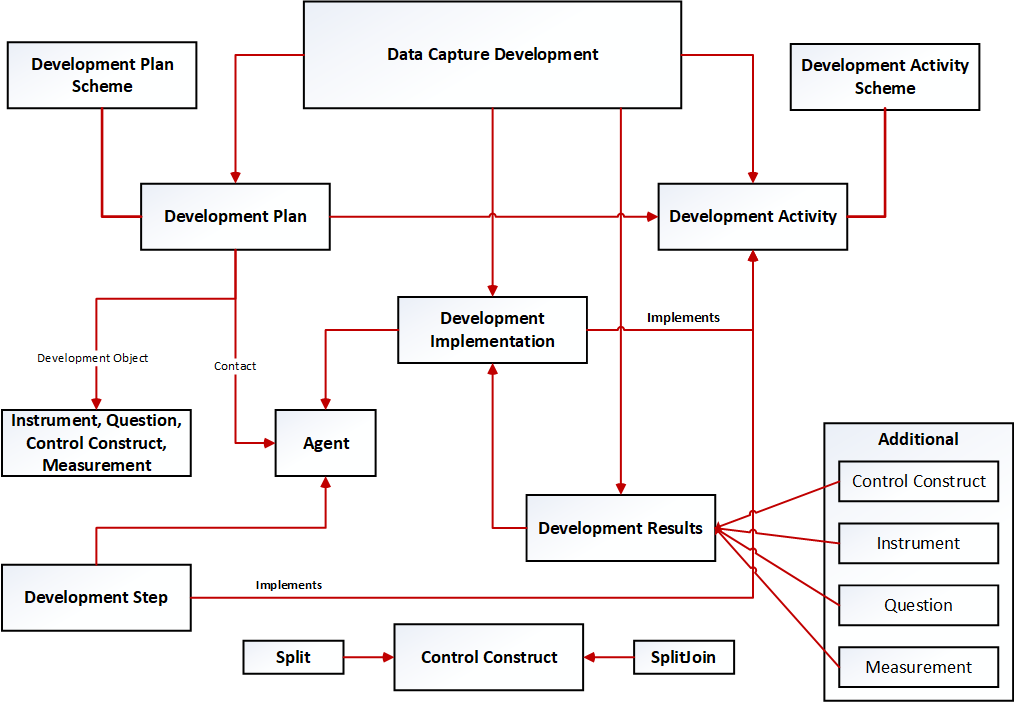 Data Capture Development
Development Plan
Scheme
Development Activity
Scheme
Development Plan
Development Activity
Development
Implementation
Implements
Development Object
Contact
Instrument, Question,
Control Construct,
Measurement
Agent
Additional
Control Construct
Instrument
Question
Measurement
Development Results
Development Step
Implements
Split
Control Construct
SplitJoin